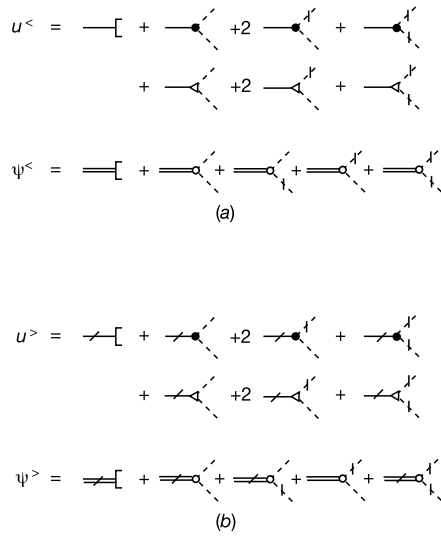 u< = + +2 +
+ +2 +
ψ< = + + + +
(a)
u> = + +2 +
+ +2 +
ψ> = + + + +
(b)